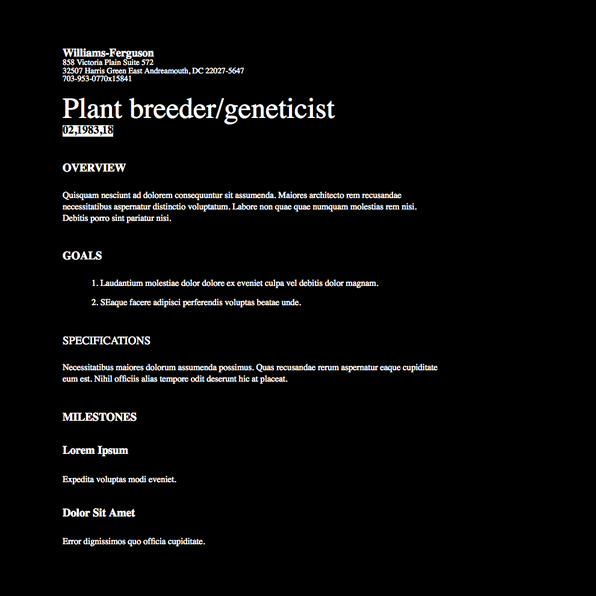 Williams-Ferguson
858 Victoria Plain Suite 572
32507 Harris Green East Andreamouth, DC 22027-5647
703-953-0770x15841
Plant breeder/geneticist
02,1983,18
OVERVIEW
Quisquam nesciunt ad dolorem consequuntur sit assumenda. Maiores architecto rem recusandae
necessitatibus aspernatur distinctio voluptatum. Labore non quae quae numquam molestias rem nisi.
Debitis porro sint pariatur nisi.
GOALS
1. Laudantium molestiae dolor dolore ex eveniet culpa vel debitis dolor magnam.
2. SEaque facere adipisci perferendis voluptas beatae unde.
SPECIFICATIONS
Necessitatibus maiores dolorum assumenda possimus. Quas recusandae rerum aspernatur eaque cupiditate
eum est. Nihil officiis alias tempore odit deserunt hic at placeat.
MILESTONES
Lorem Ipsum
Expedita voluptas modi eveniet.
Dolor Sit Amet
Error dignissimos quo officia cupiditate.